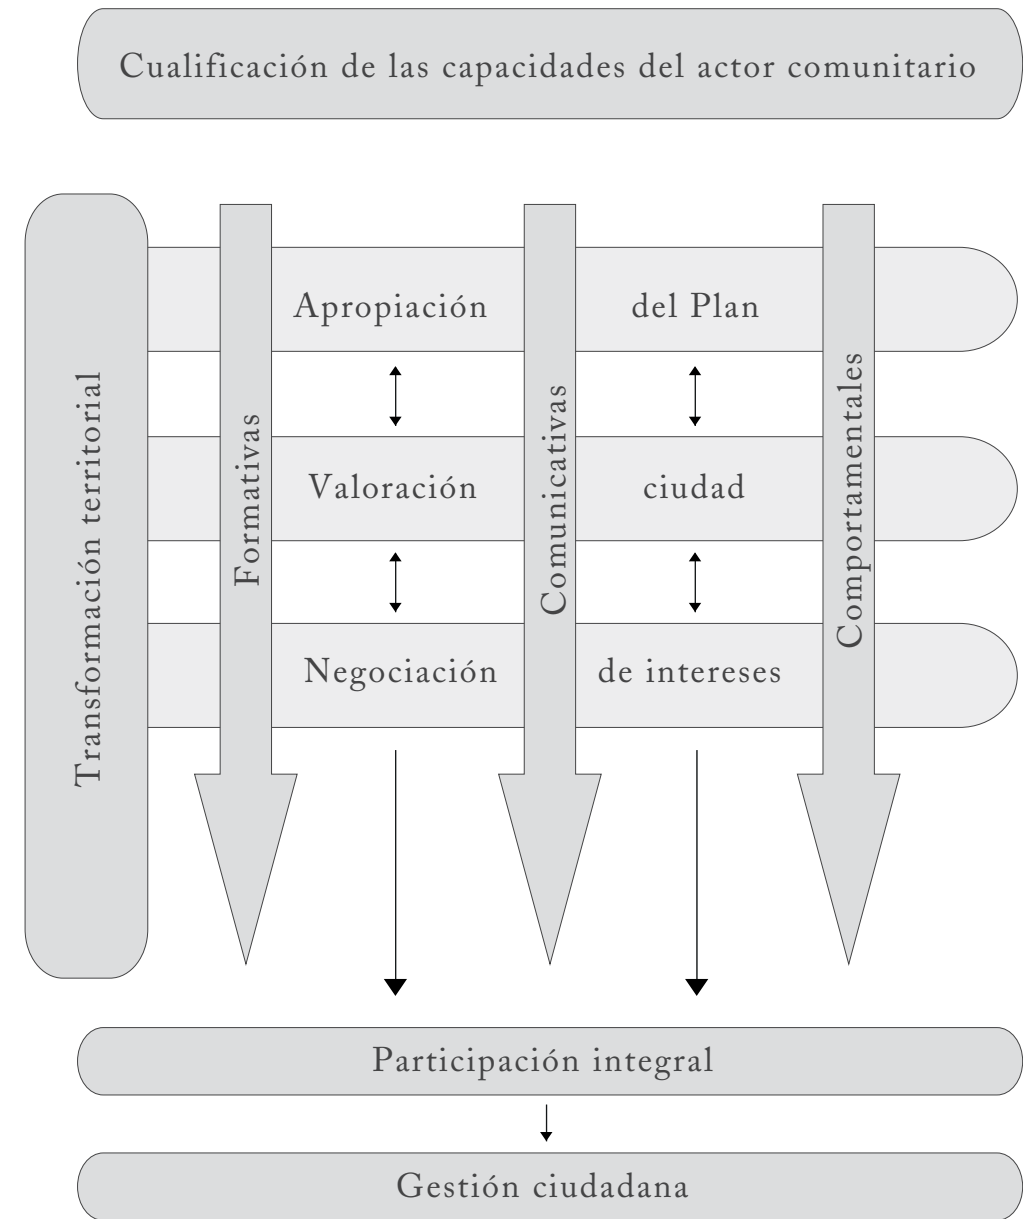 Cualificación de las capacidades del actor comunitario
Transformación territorial
Formativas
Comunicativas
Comportamentales
Apropiación del Plan
Valoración ciudad
Negociación de intereses
Participación integral
Gestión ciudadana